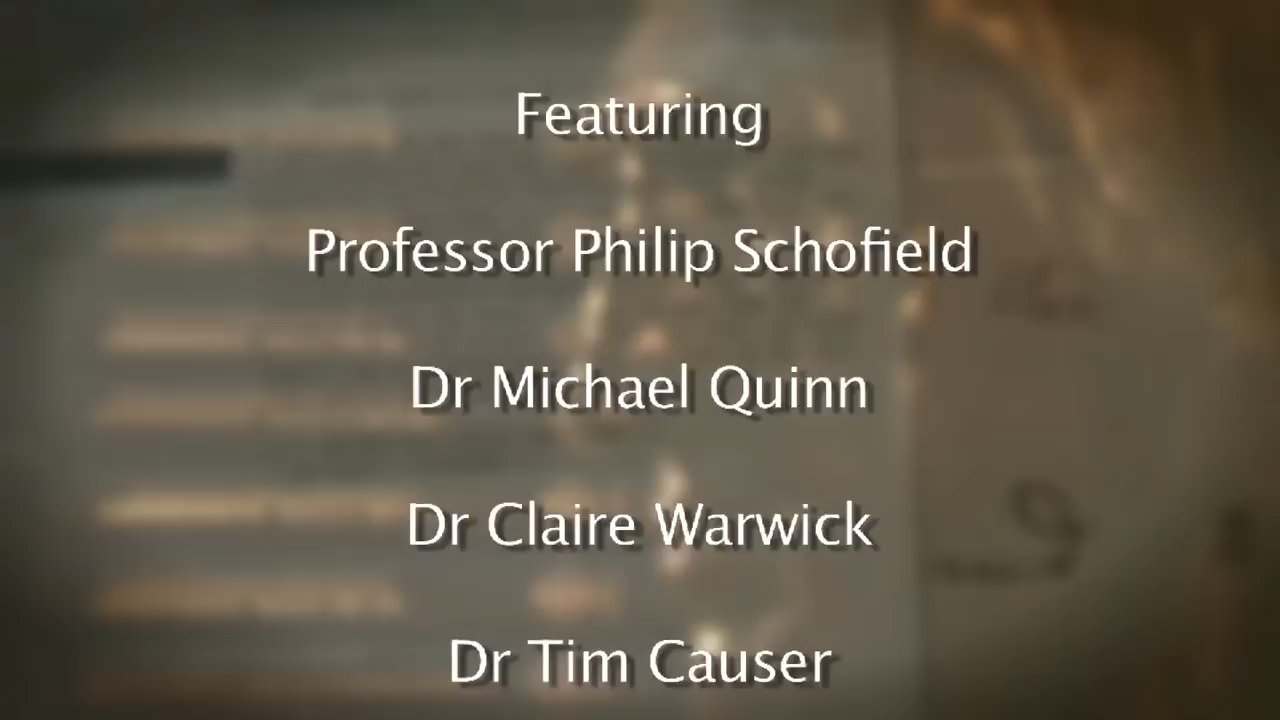 Featuring
Professor Philip Schofield
Dr Michael Quinn
Dr Claire Warwick
Dr Tim Causer